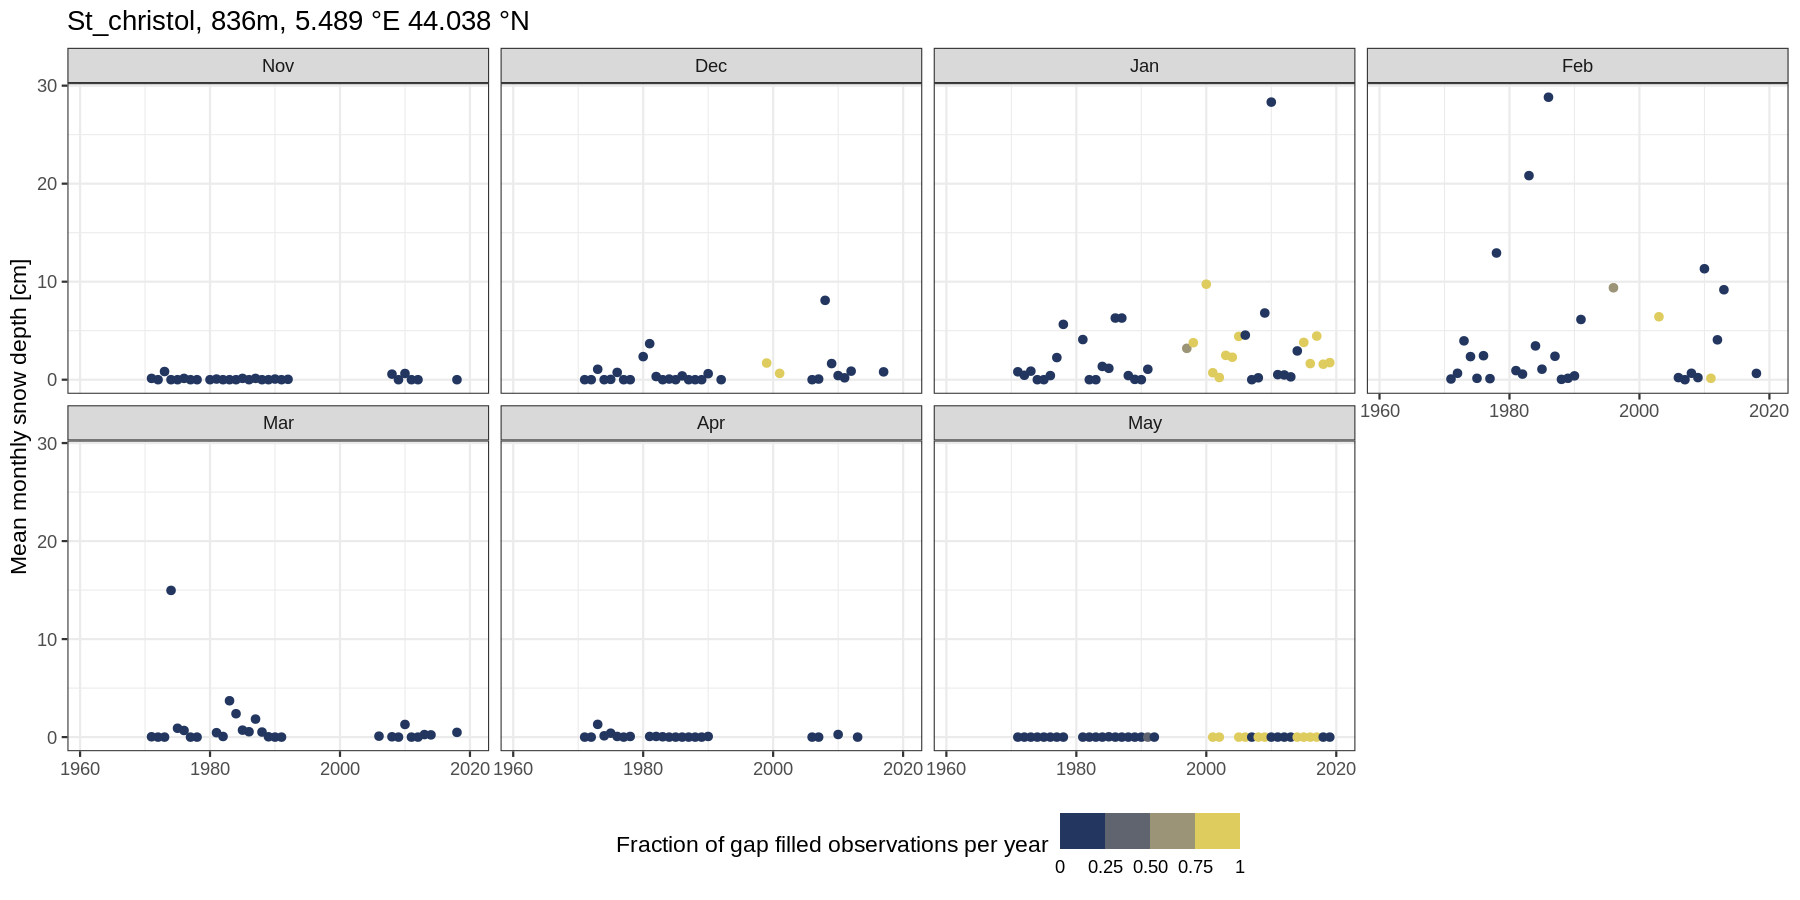 St_christol, 836m, 5.489 °E 44.038 °N
Nov
Dec
Jan
Feb
30
20
10
0
1960
1980
2000
2020
Mean monthly snow depth [cm]
Mar
Apr
May
30
20
10
0
1960
1980
2000
2020
1960
1980
2000
2020
1960
1980
2000
2020
Fraction of gap filled observations per year
0
0.25
0.50
0.75
1